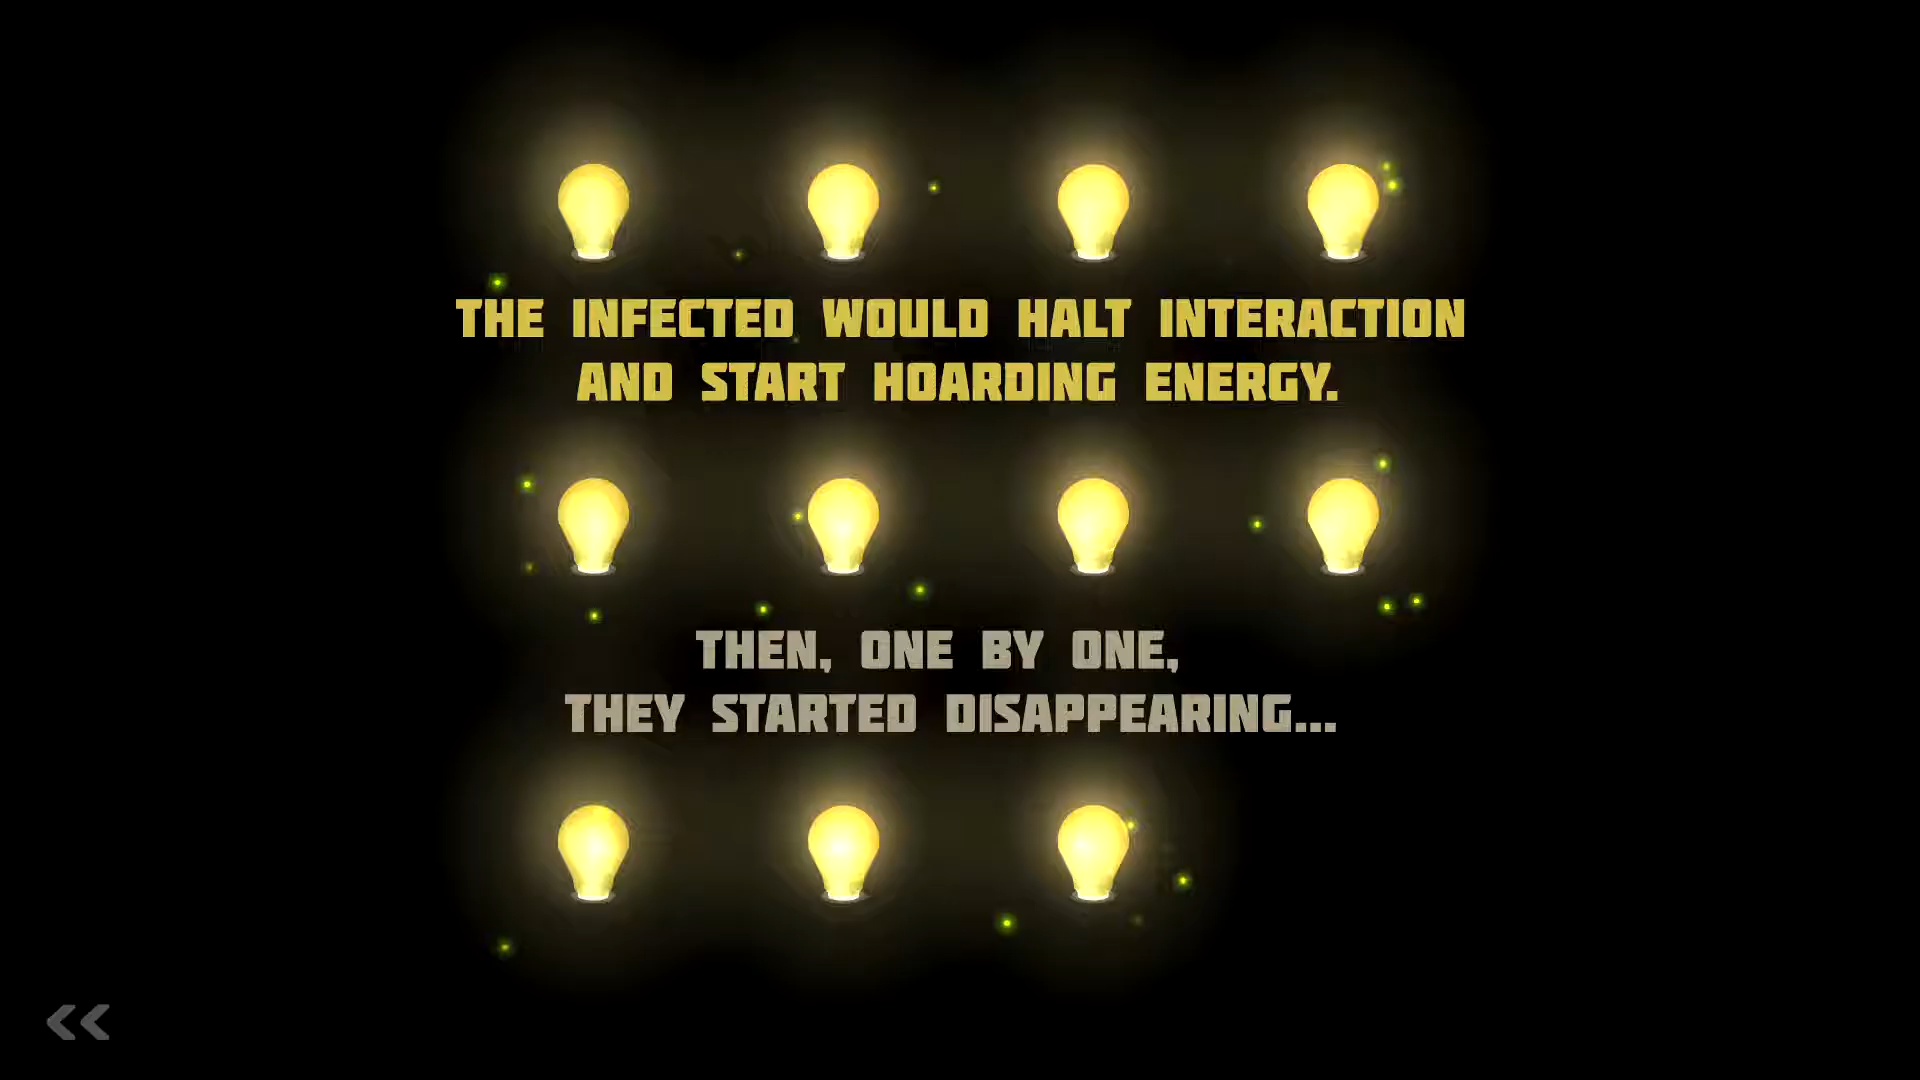 THE INFECTED WOULD HALT INTERACTION
AND START HOARDING ENERGY.
THEN, ONE BY ONE,
THEY STARTED DISAPPEARING...